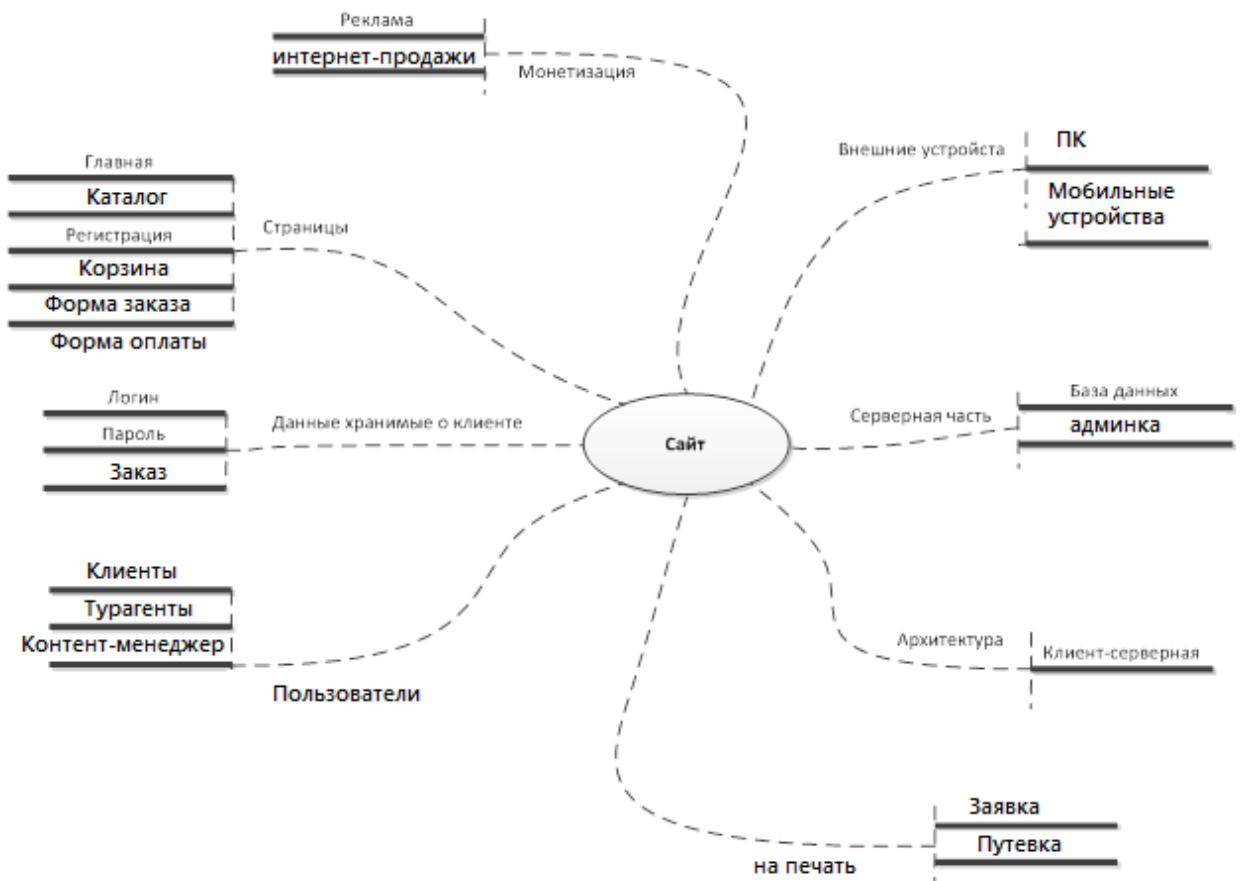 Реклама
интернет-продажи
Монетизация
Внешние устройста
ПК
Мобильные
устройства
Главная
Каталог
Регистрация
Корзина
Форма заказа
Форма оплаты
Страницы
Логин
Пароль
Заказ
Данные хранимые о клиенте
Сайт
Серверная часть
База данных
админка
Клиенты
Турагенты
Контент-менеджер
Пользователи
Архитектура
Клиент-серверная
Заявка
Путевка
на печать